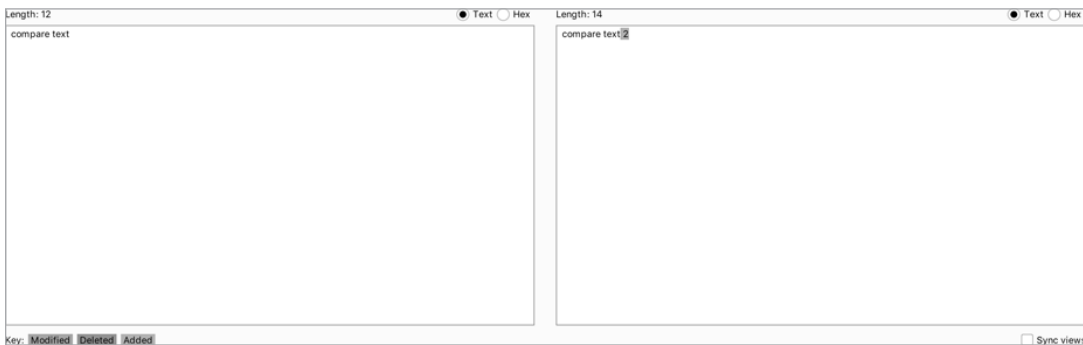 Length: 12 Text Hex Length: 14 Text Hex
compare text compare text 2
Key: Modified Deleted Added Sync views